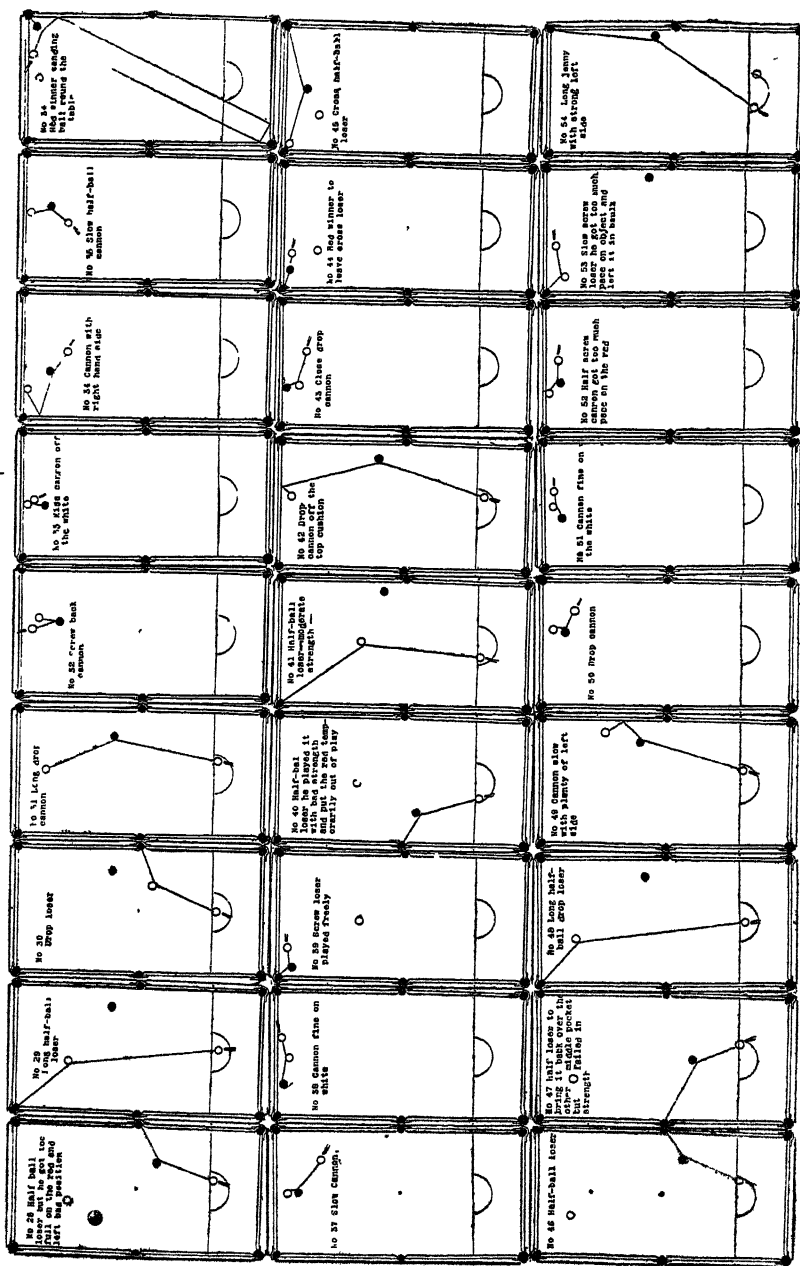 No 28 Half ball
loser but he got too
full on the red and
left bad position
No 29
Long half-ball
loser
No 30
Drop loser
No 31 Long drop
cannon
No 32 Screw back
cannon
No 33 Kiss cannon off
the white
No 34 Cannon with
right hand side
No 35 Slow half-ball
cannon
No
Red winner sending
ball round the
table
No 37 Slow Cannon.
No 38 Cannon fine on
white
No 39 Screw loser
played freely
No 40 Half-bal
loser he played it
with bad strength
and put the red temp-
orarily out of play
No 41 Half-ball
loser—moderate
strength —
No 42 Drop
cannon off the
top cushion
No 43 Close drop
cannon
No 44 Red winner to
leave cross loser
No 45 Cross half-ball
loser
No 46 Half-ball loser
No 47 Half loser to
bring it back over the
other middle pocket
but failed in
strength
No 48 Long half-
ball drop loser
No 49 Cannon slow
with plenty of left
side
No 50 Drop cannon
No 51 Cannon fine on
the white
No 52 Half screw
cannon got too much
pace on the red
No 53 Slow screw
loser he got too much
pace on object and
left it in baulk
No 54 Long Jenny
with strong left
side